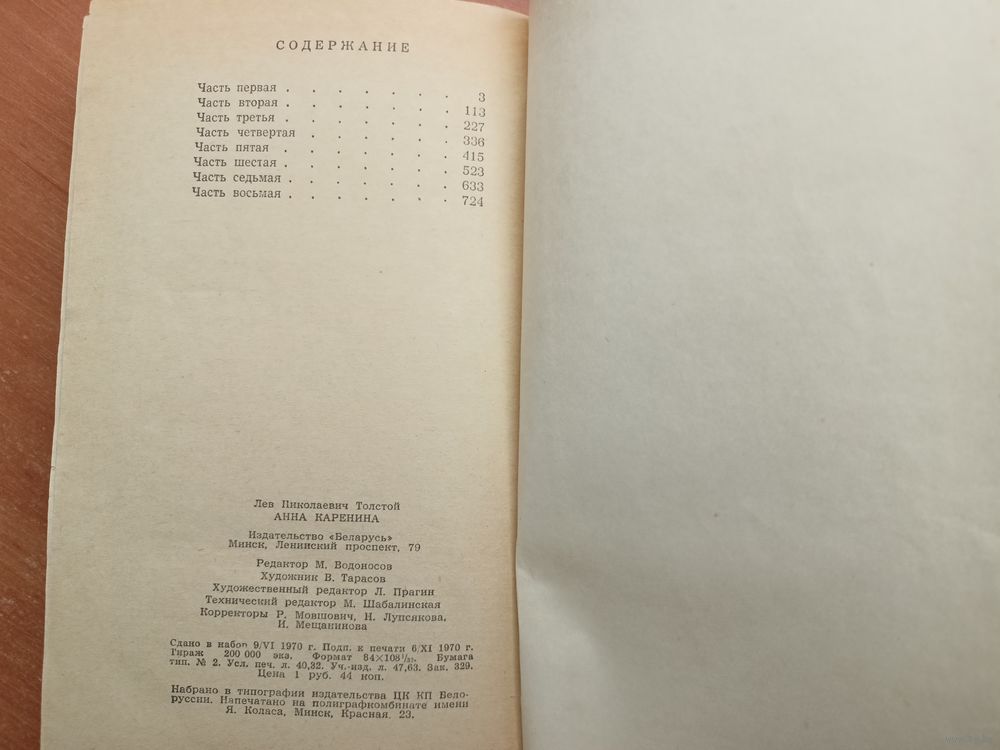 СОДЕРЖАНИЕ
Часть первая . . . . . . . 3
Часть вторая . . . . . . . 113
Часть третья . . . . . . . 227
Часть четвертая . . . . . . 336
Часть пятая . . . . . . . 415
Часть шестая . . . . . . . 523
Часть седьмая . . . . . . . 633
Часть восьмая . . . . . . . 724
Лев Николаевич Толстой
АННА КАРЕНИНА
Издательство «Беларусь»
Минск, Ленинский проспект, 79
Редактор М. Водоносов
Художник В. Тарасов
Художественный редактор Л. Прагин
Технический редактор М. Шабалинская
Корректоры Р. Мовшович, Н. Лупсякова,
И. Мещанинова
Сдано в набор 9/VI 1970 г. Подп. к печати 6/XI 1970 г.
Тираж 200 000 экз. Формат 84×108¹/₃₂. Бумага
тип. № 2. Усл. печ. л. 40,32. Уч.-изд. л. 47,63. Зак. 329.
Цена 1 руб. 44 коп.
Набрано в типографии издательства ЦК КП Бело-
руссии. Напечатано на полиграфкомбинате имени
Я. Коласа, Минск, Красная. 23.